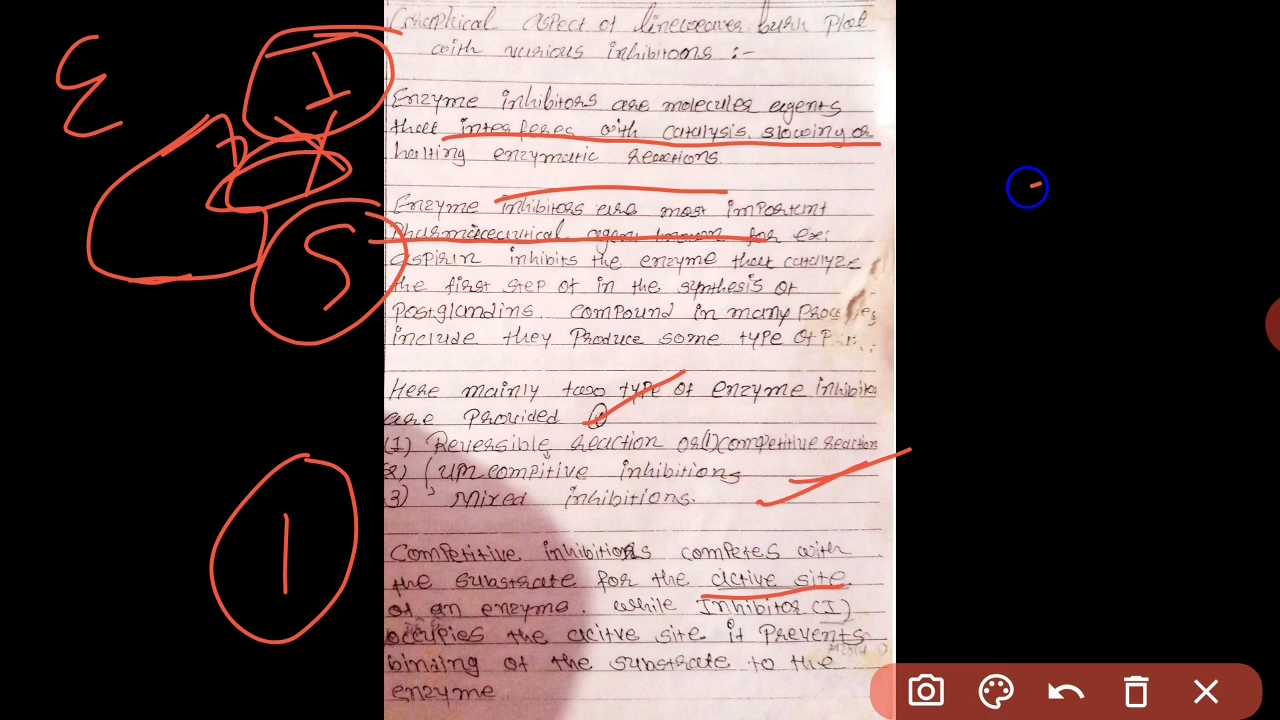 Graphical aspect of lineweaver burk Plot
with various inhibitions :-
Enzyme inhibitors are molecules agents
that interferes with catalysis, slowing or
halting enzymatic reactions.
Enzyme inhibitors are most important
Pharmaceutical agent known for ex:
aspirin inhibits the enzyme that catalyze
the first step of in the synthesis of
Postglandins compound in many
include they Produce some type of
Here mainly two type of enzyme
are Provided
(1) Reversible reaction or (1) competitive reaction
2) (Uncompitive inhibitions
3) Mixed inhibitions.
Competitive inhibitions competes with
the substrate for the active site
of an enzyme. While Inhibitor (I)
occupies the acitve site it Prevents
binding of the substrate to the
enzyme
E
I
S
1